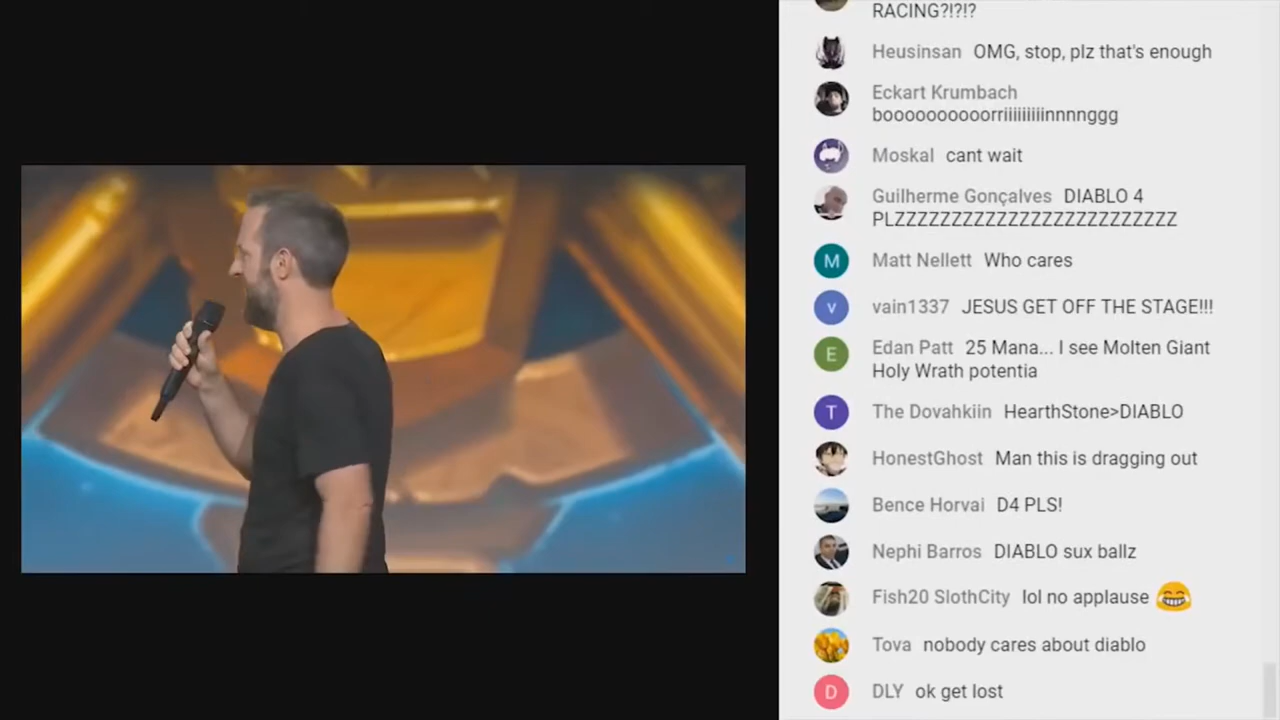 RACING?!?!?
Heusinsan OMG, stop, plz that's enough
Eckart Krumbach
boooooooooorriiiiiiiiinnnnggg
Moskal cant wait
Guilherme Gonçalves DIABLO 4
PLZZZZZZZZZZZZZZZZZZZZZZZZZ
Matt Nellett Who cares
vain1337 JESUS GET OFF THE STAGE!!!
Edan Patt 25 Mana... I see Molten Giant
Holy Wrath potentia
The Dovahkiin HearthStone>DIABLO
HonestGhost Man this is dragging out
Bence Horvai D4 PLS!
Nephi Barros DIABLO sux ballz
Fish20 SlothCity lol no applause 😂
Tova nobody cares about diablo
DLY ok get lost